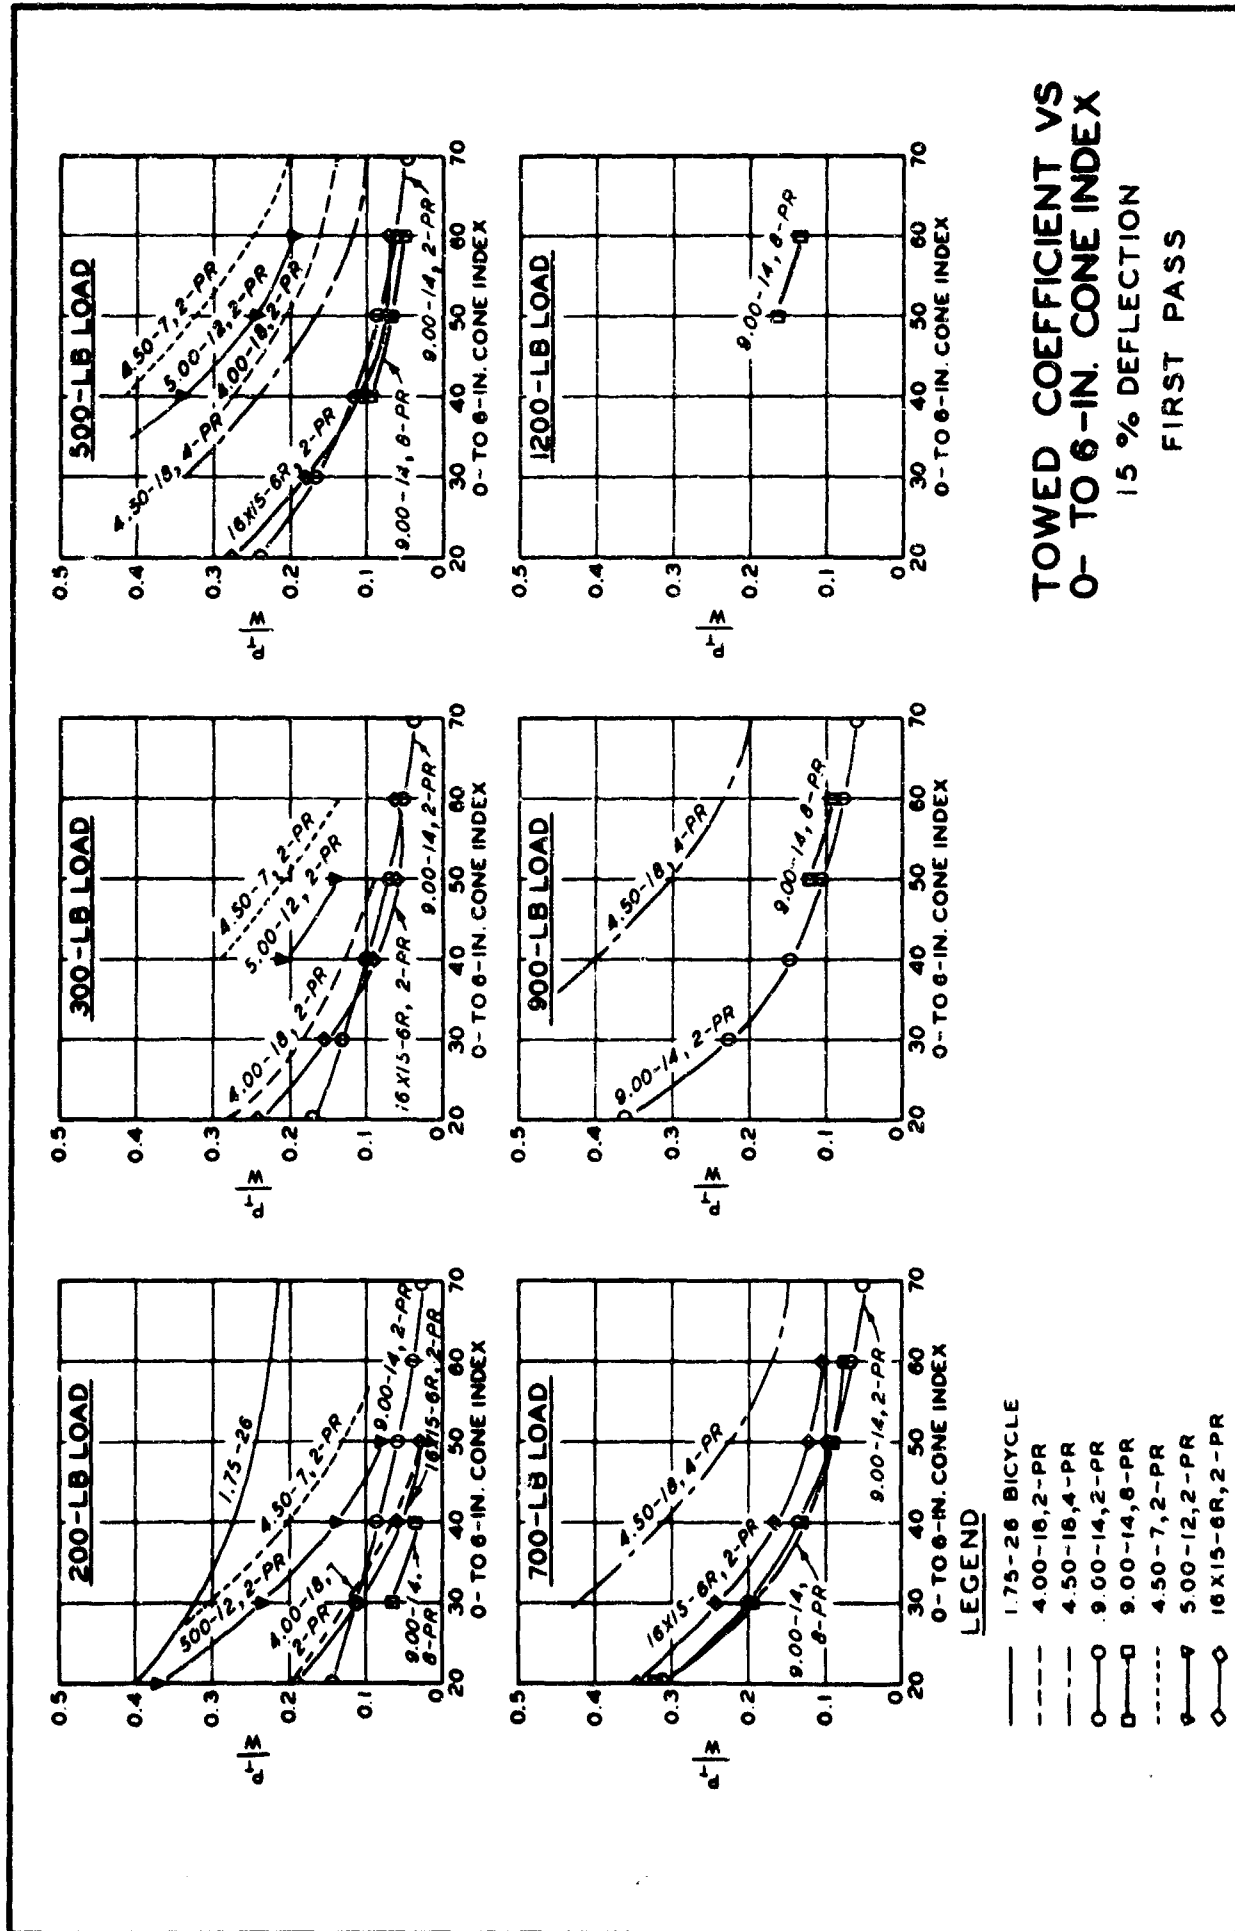 200-LB LOAD
0.5
0.4
0.3
0.2
0.1
0
P_T
W
20 30 40 50 60 70
0- TO 6-IN. CONE INDEX
1.75-26
4.50-7, 2-PR
500-12, 2-PR
4.00-18,
2-PR
9.00-14,
8-PR
9.00-14, 2-PR
16X15-6R, 2-PR
300-LB LOAD
0.5
0.4
0.3
0.2
0.1
0
P_T
W
20 30 40 50 60 70
0- TO 6-IN. CONE INDEX
4.00-18, 2-PR
4.50-7, 2-PR
5.00-12, 2-PR
16X15-6R, 2-PR
9.00-14, 2-PR
500-LB LOAD
0.5
0.4
0.3
0.2
0.1
0
P_T
W
20 30 40 50 60 70
0- TO 6-IN. CONE INDEX
4.50-7, 2-PR
5.00-12, 2-PR
4.00-18, 2-PR
4.50-18, 4-PR
16X15-6R, 2-PR
9.00-14, 8-PR
9.00-14, 2-PR
700-LB LOAD
0.5
0.4
0.3
0.2
0.1
0
P_T
W
20 30 40 50 60 70
0- TO 6-IN. CONE INDEX
4.50-18, 4-PR
16X15-6R, 2-PR
9.00-14,
8-PR
9.00-14, 2-PR
900-LB LOAD
0.5
0.4
0.3
0.2
0.1
0
P_T
W
20 30 40 50 60 70
0- TO 6-IN. CONE INDEX
4.50-18, 4-PR
9.00-14, 2-PR
9.00-14, 8-PR
1200-LB LOAD
0.5
0.4
0.3
0.2
0.1
0
P_T
W
20 30 40 50 60 70
0- TO 6-IN. CONE INDEX
9.00-14, 8-PR
LEGEND
1.75-26 BICYCLE
4.00-18, 2-PR
4.50-18, 4-PR
9.00-14, 2-PR
9.00-14, 8-PR
4.50-7, 2-PR
5.00-12, 2-PR
16X15-6R, 2-PR
TOWED COEFFICIENT VS
0- TO 6-IN. CONE INDEX
15 % DEFLECTION
FIRST PASS